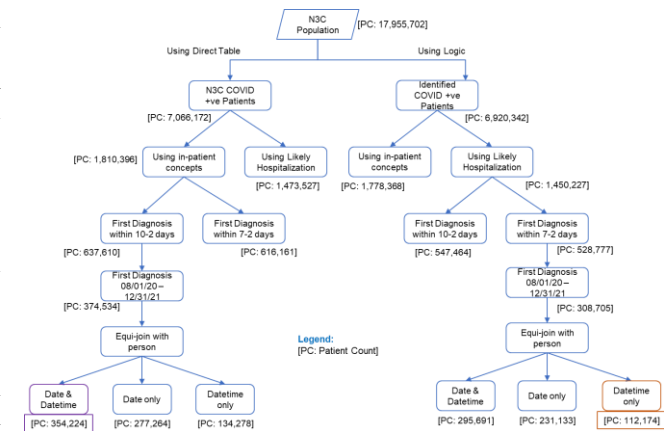 N3C
Population
[PC: 17,955,702]
Using Direct Table
Using Logic
N3C COVID
+ve Patients
[PC: 7,066,172]
Identified
COVID +ve
Patients
[PC: 6,920,342]
[PC: 1,810,396]
Using in-patient
concepts
Using Likely
Hospitalization
[PC: 1,473,527]
Using in-patient
concepts
[PC: 1,778,368]
Using Likely
Hospitalization
[PC: 1,450,227]
First Diagnosis
within 10-2 days
[PC: 637,610]
First Diagnosis
within 7-2 days
[PC: 616,161]
First Diagnosis
within 10-2 days
[PC: 547,464]
First Diagnosis
within 7-2 days
[PC: 528,777]
First Diagnosis
08/01/20 –
12/31/21
[PC: 374,534]
First Diagnosis
08/01/20 –
12/31/21
[PC: 308,705]
Equi-join with
person
Legend:
[PC: Patient Count]
Equi-join with
person
Date &
Datetime
[PC: 354,224]
Date only
[PC: 277,264]
Datetime
only
[PC: 134,278]
Date &
Datetime
[PC: 295,691]
Date only
[PC: 231,133]
Datetime
only
[PC: 112,174]